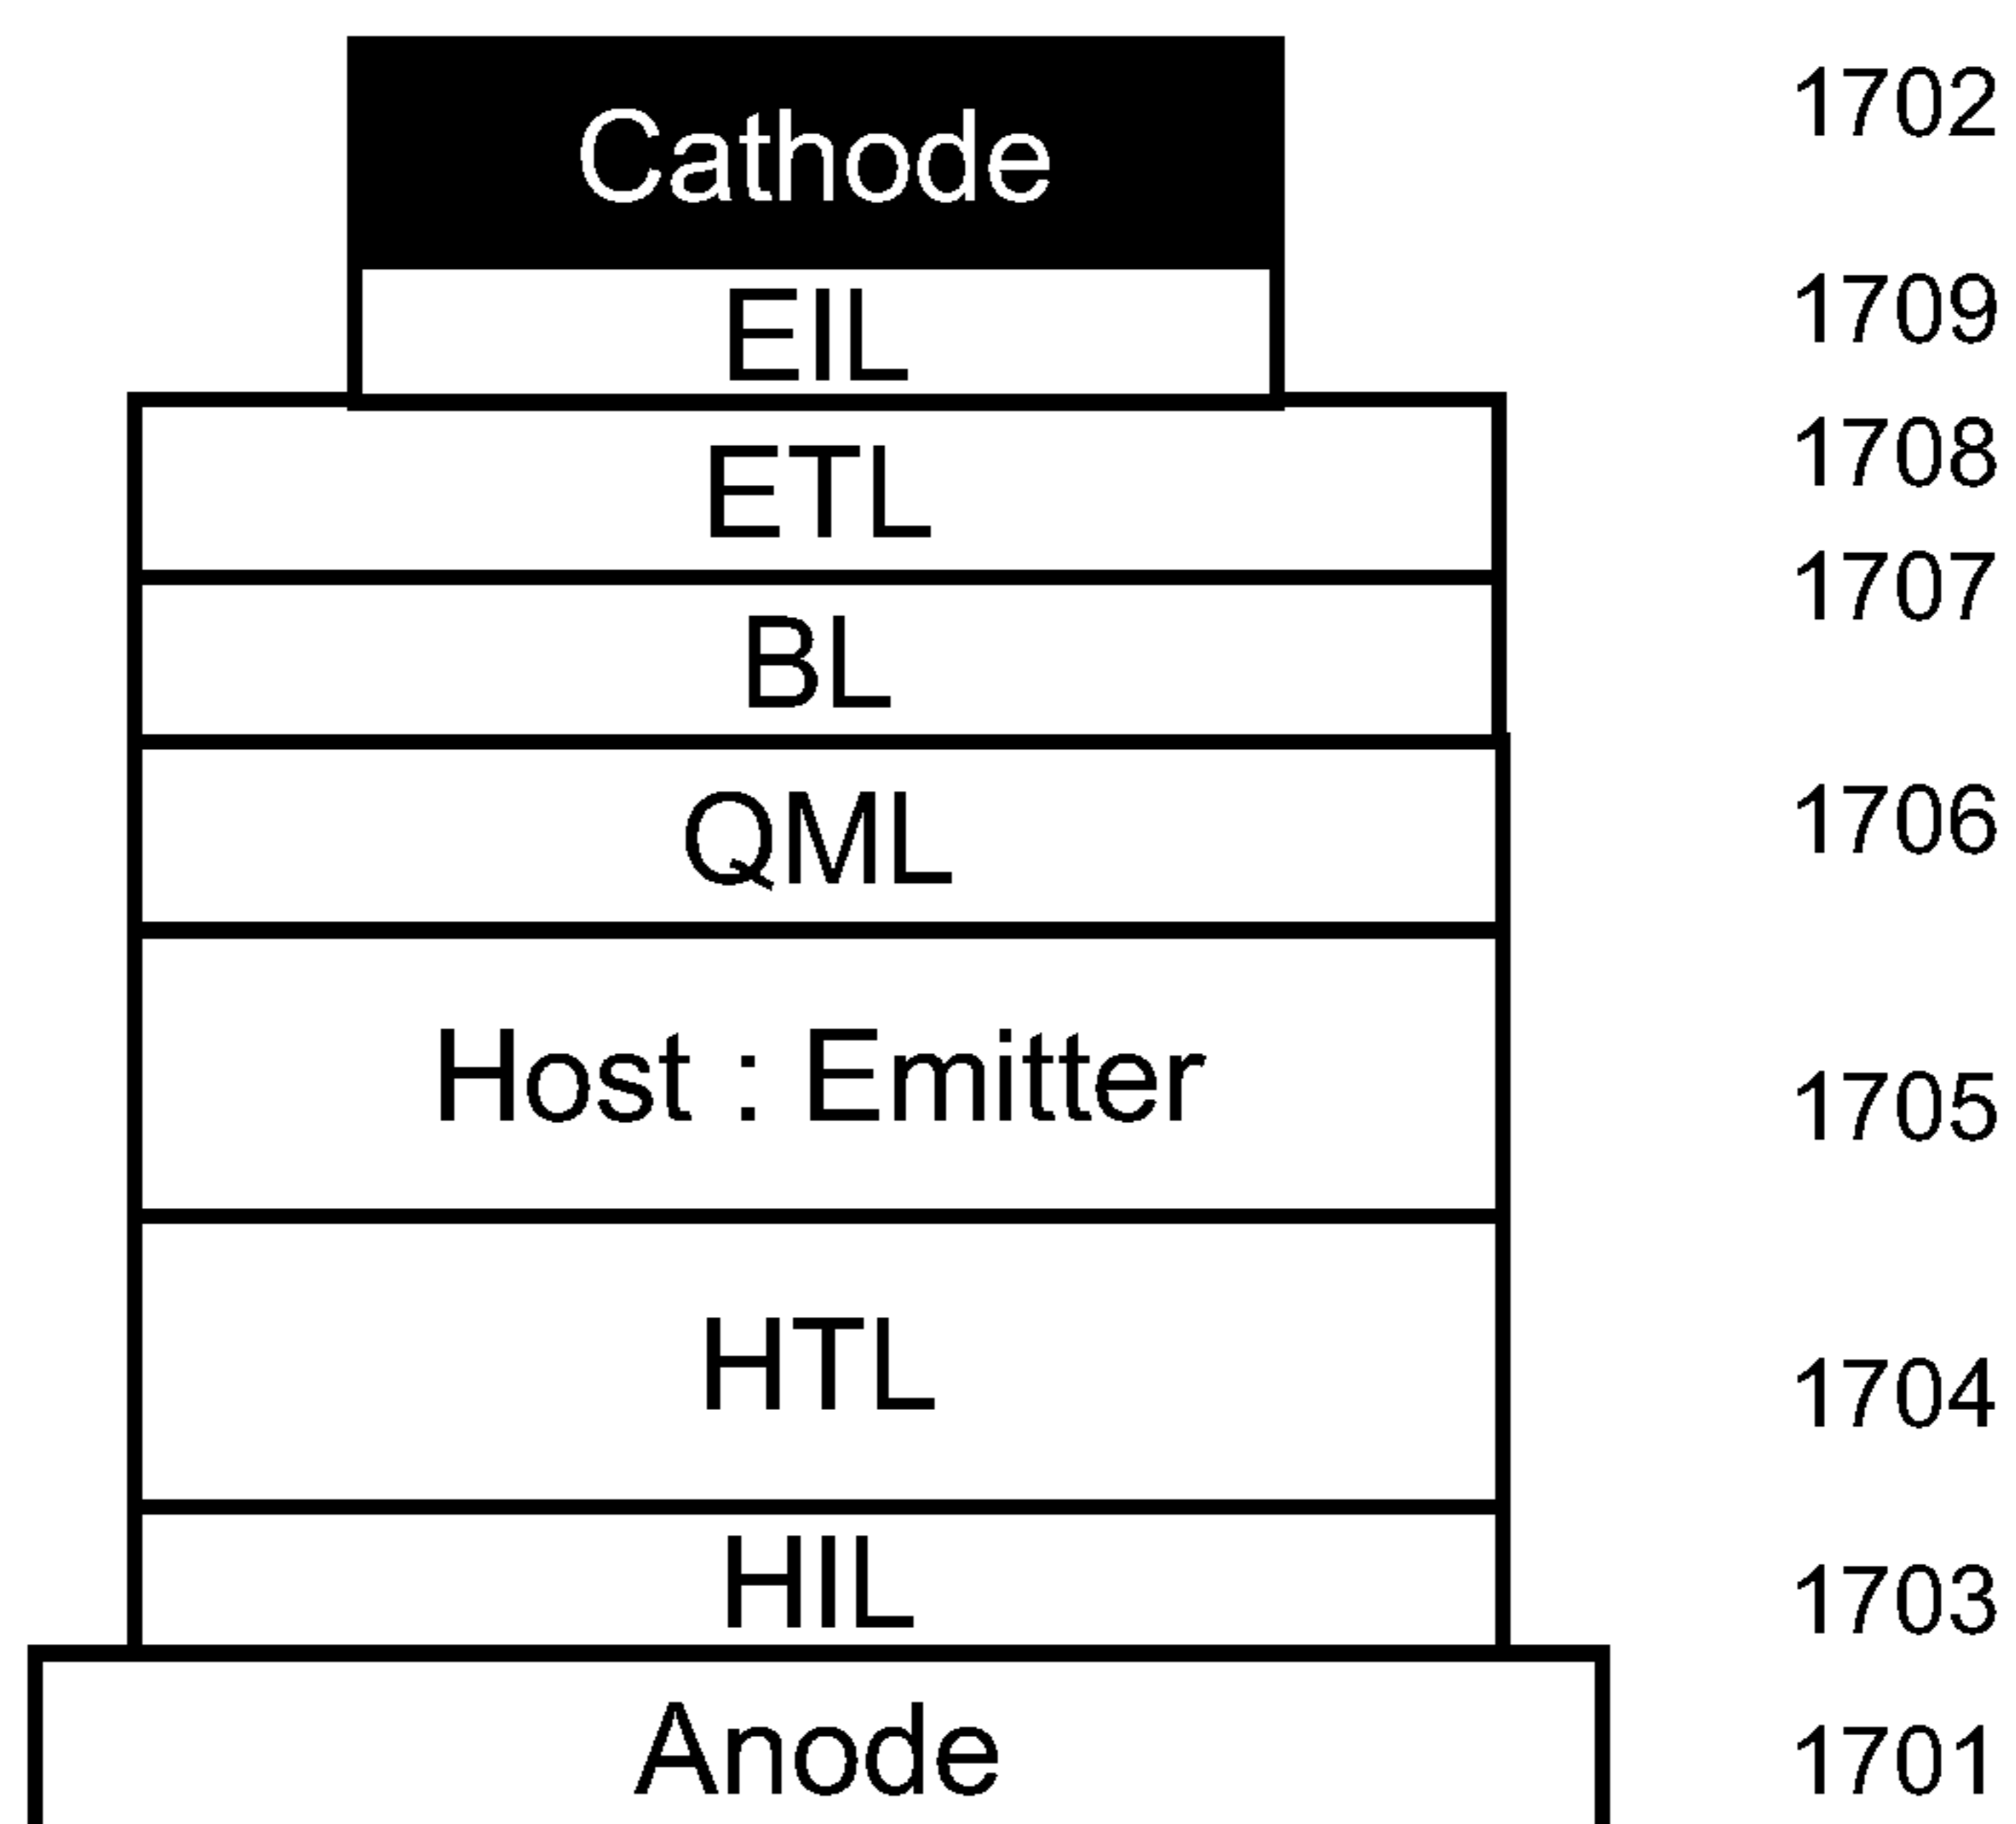 Cathode 1702
EIL 1709
ETL 1708
BL 1707
QML 1706
Host : Emitter 1705
HTL 1704
HIL 1703
Anode 1701